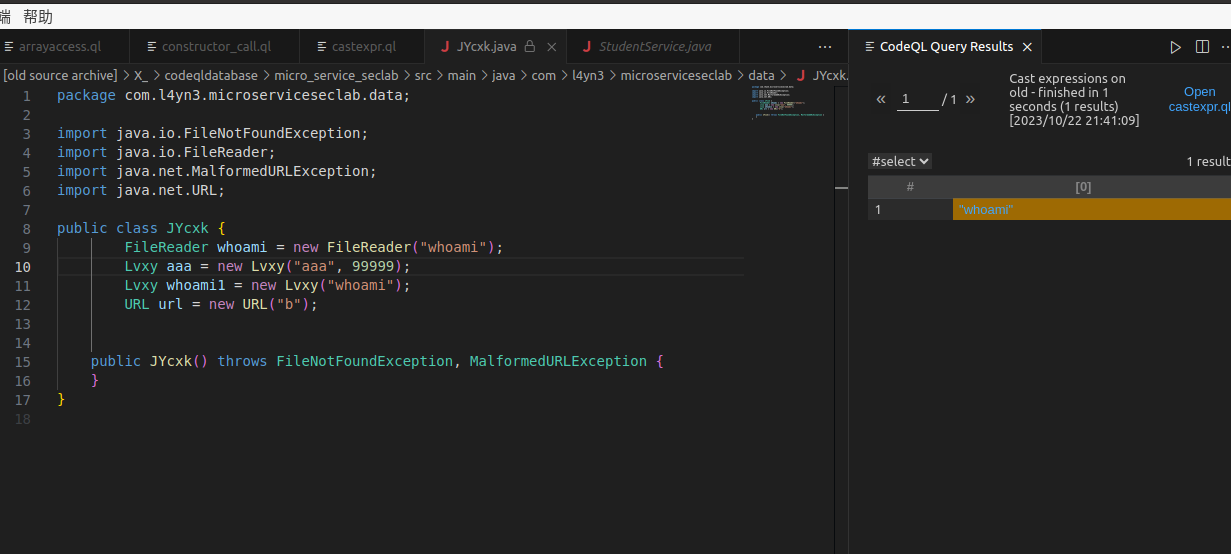 端 帮助
arrayaccess.ql constructor_call.ql castexpr.ql JYcxk.java StudentService.java ...
[old source archive] > X_ > codeqldatabase > micro_service_seclab > src > main > java > com > l4yn3 > microserviceseclab > data > JYcxk.
1 package com.l4yn3.microserviceseclab.data;
2
3 import java.io.FileNotFoundException;
4 import java.io.FileReader;
5 import java.net.MalformedURLException;
6 import java.net.URL;
7
8 public class JYcxk {
9 FileReader whoami = new FileReader("whoami");
10 Lvxy aaa = new Lvxy("aaa", 99999);
11 Lvxy whoami1 = new Lvxy("whoami");
12 URL url = new URL("b");
13
14
15 public JYcxk() throws FileNotFoundException, MalformedURLException {
16 }
17 }
18
CodeQL Query Results
« 1 / 1 »
Cast expressions on
old - finished in 1
seconds (1 results)
[2023/10/22 21:41:09]
Open
castexpr.ql
#select 1 result
# [0]
1 "whoami"